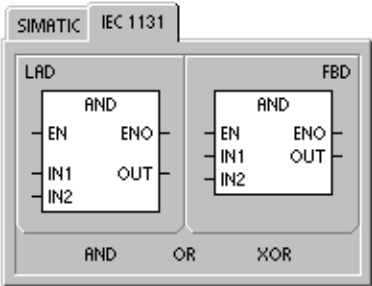 SIMATIC IEC 1131
LAD FBD
AND AND
EN ENO EN ENO
IN1 OUT IN1 OUT
IN2 IN2
AND OR XOR